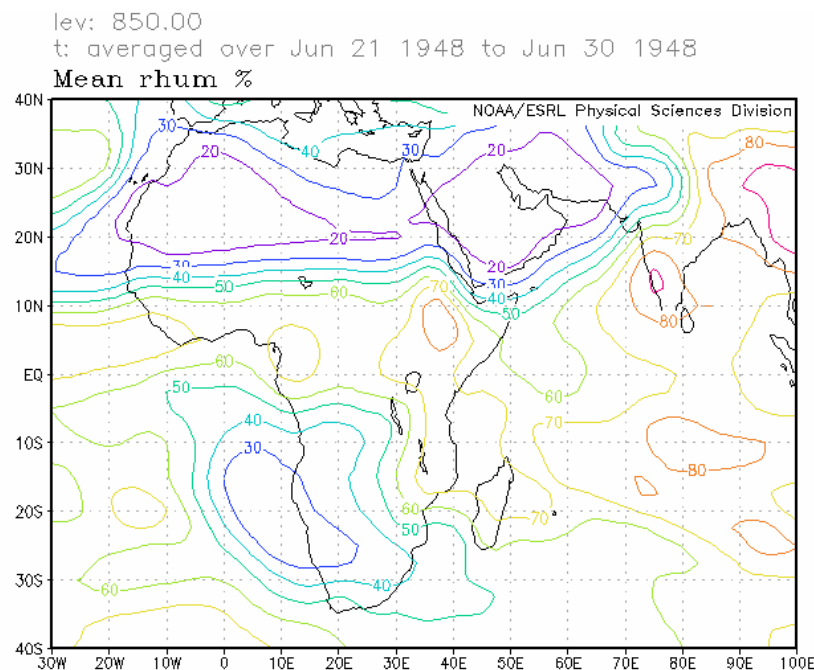 lev: 850.00
t: averaged over Jun 21 1948 to Jun 30 1948
Mean rhum %
NOAA/ESRL Physical Sciences Division
40N
30N
20N
10N
EQ
10S
20S
30S
40S
30W 20W 10W 0 10E 20E 30E 40E 50E 60E 70E 80E 90E 100E
30 40 30 20 80
20 20
20 20 70
30 30
40 40
50 60 70 50 80
60 50 60
40 70
30 80
60 70
50
60 40